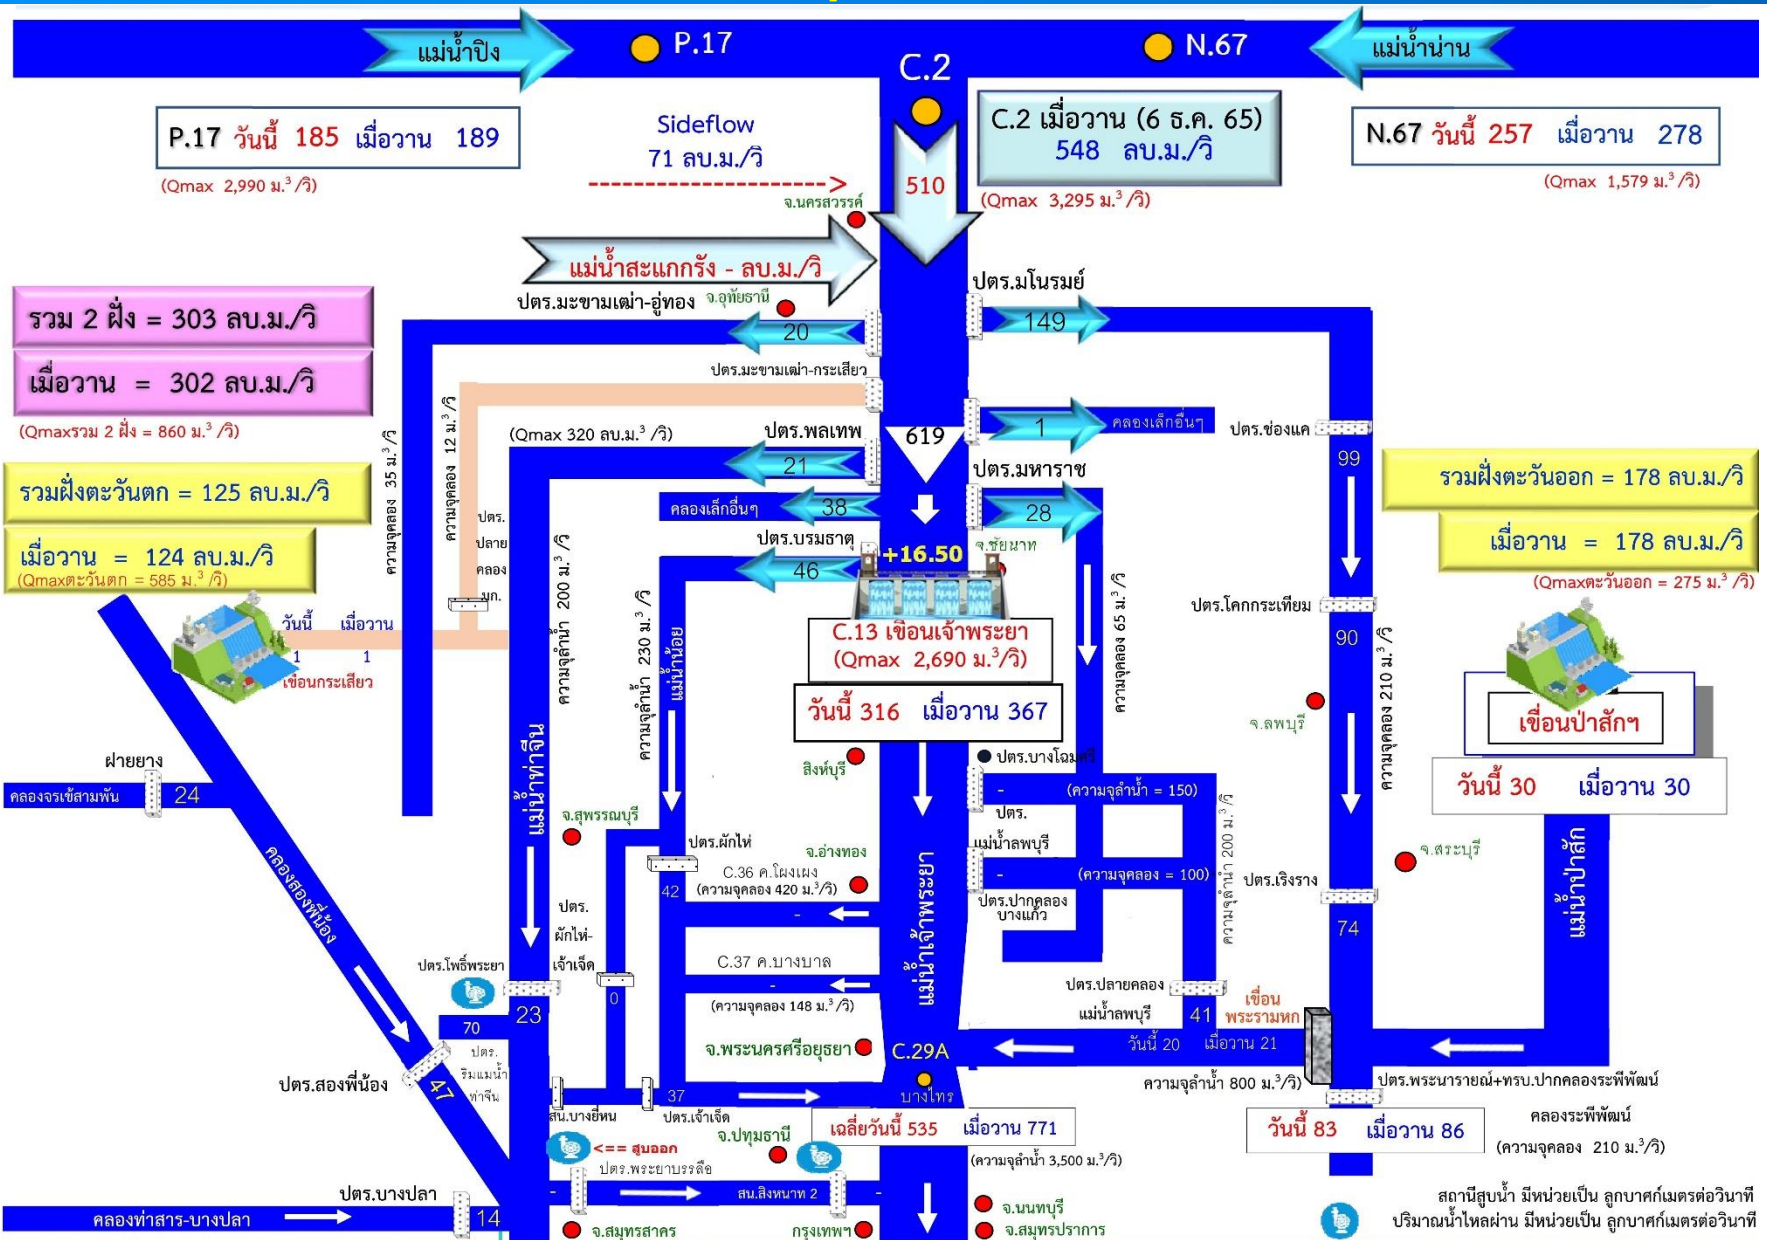 แม่น้ำปิง
P.17
C.2
N.67
แม่น้ำน่าน
P.17 วันนี้ 185 เมื่อวาน 189
(Qmax 2,990 ม.³/วิ)
Sideflow
71 ลบ.ม./วิ
510
C.2 เมื่อวาน (6 ธ.ค. 65)
548 ลบ.ม./วิ
(Qmax 3,295 ม.³/วิ)
N.67 วันนี้ 257 เมื่อวาน 278
(Qmax 1,579 ม.³/วิ)
จ.นครสวรรค์
แม่น้ำสะแกกรัง - ลบ.ม./วิ
ปตร.มะขามเฒ่า-อู่ทอง
จ.อุทัยธานี
ปตร.มโนรมย์
20
149
รวม 2 ฝั่ง = 303 ลบ.ม./วิ
เมื่อวาน = 302 ลบ.ม./วิ
(Qmaxรวม 2 ฝั่ง = 860 ม.³/วิ)
ปตร.มะขามเฒ่า-กระเสียว
ความจุคลอง 35 ม.³/วิ
ความจุคลอง 12 ม.³/วิ
(Qmax 320 ลบ.ม.³/วิ)
ปตร.พลเทพ
619
1
คลองเล็กอื่นๆ
ปตร.ช่องแค
99
21
ปตร.มหาราช
รวมฝั่งตะวันตก = 125 ลบ.ม./วิ
เมื่อวาน = 124 ลบ.ม./วิ
(Qmaxตะวันตก = 585 ม.³/วิ)
รวมฝั่งตะวันออก = 178 ลบ.ม./วิ
เมื่อวาน = 178 ลบ.ม./วิ
(Qmaxตะวันออก = 275 ม.³/วิ)
คลองเล็กอื่นๆ
38
28
ปตร.
ปลาย
คลอง
มก.
ปตร.บรมธาตุ
+16.50
จ.ชัยนาท
46
C.13 เขื่อนเจ้าพระยา
(Qmax 2,690 ม.³/วิ)
วันนี้ 316 เมื่อวาน 367
ความจุลำน้ำ 200 ม.³/วิ
ความจุลำน้ำ 230 ม.³/วิ
แม่น้ำน้อย
ความจุคลอง 65 ม.³/วิ
ปตร.โคกกระเทียม
90
ความจุคลอง 210 ม.³/วิ
วันนี้ เมื่อวาน
1 1
เขื่อนกระเสียว
จ.ลพบุรี
เขื่อนป่าสักฯ
วันนี้ 30 เมื่อวาน 30
ฝายยาง
คลองจรเข้สามพัน
24
คลองสองพี่น้อง
แม่น้ำท่าจีน
จ.สุพรรณบุรี
สิงห์บุรี
ปตร.บางโฉมศรี
-
(ความจุลำน้ำ = 150)
ปตร.
แม่น้ำลพบุรี
-
(ความจุคลอง = 100)
ปตร.ปากคลอง
บางแก้ว
ความจุลำน้ำ 200 ม.³/วิ
ปตร.ผักไห่
42
จ.อ่างทอง
C.36 ค.โผงเผง
(ความจุคลอง 420 ม.³/วิ)
-
แม่น้ำเจ้าพระยา
จ.สระบุรี
ปตร.เริงราง
74
แม่น้ำป่าสัก
ปตร.
ผักไห่-
เจ้าเจ็ด
0
C.37 ค.บางบาล
-
(ความจุคลอง 148 ม.³/วิ)
ปตร.โพธิ์พระยา
23
70
ปตร.
ริมแม่น้ำ
ท่าจีน
ปตร.สองพี่น้อง
47
ปตร.ปลายคลอง
แม่น้ำลพบุรี
41
เขื่อน
พระรามหก
วันนี้ 20 เมื่อวาน 21
ความจุลำน้ำ 800 ม.³/วิ)
จ.พระนครศรีอยุธยา
C.29A
บางไทร
37
สน.บางยี่หน
ปตร.เจ้าเจ็ด
เฉลี่ยวันนี้ 535 เมื่อวาน 771
(ความจุลำน้ำ 3,500 ม.³/วิ)
ปตร.พระนารายณ์+ทรบ.ปากคลองระพีพัฒน์
วันนี้ 83 เมื่อวาน 86
คลองระพีพัฒน์
(ความจุคลอง 210 ม.³/วิ)
จ.ปทุมธานี
<== สูบออก
ปตร.พระยาบรรลือ
-
สน.สิงหนาท 2
-
ปตร.บางปลา
คลองท่าสาร-บางปลา
14
จ.สมุทรสาคร
กรุงเทพฯ
จ.นนทบุรี
จ.สมุทรปราการ
สถานีสูบน้ำ มีหน่วยเป็น ลูกบาศก์เมตรต่อวินาที
ปริมาณน้ำไหลผ่าน มีหน่วยเป็น ลูกบาศก์เมตรต่อวินาที